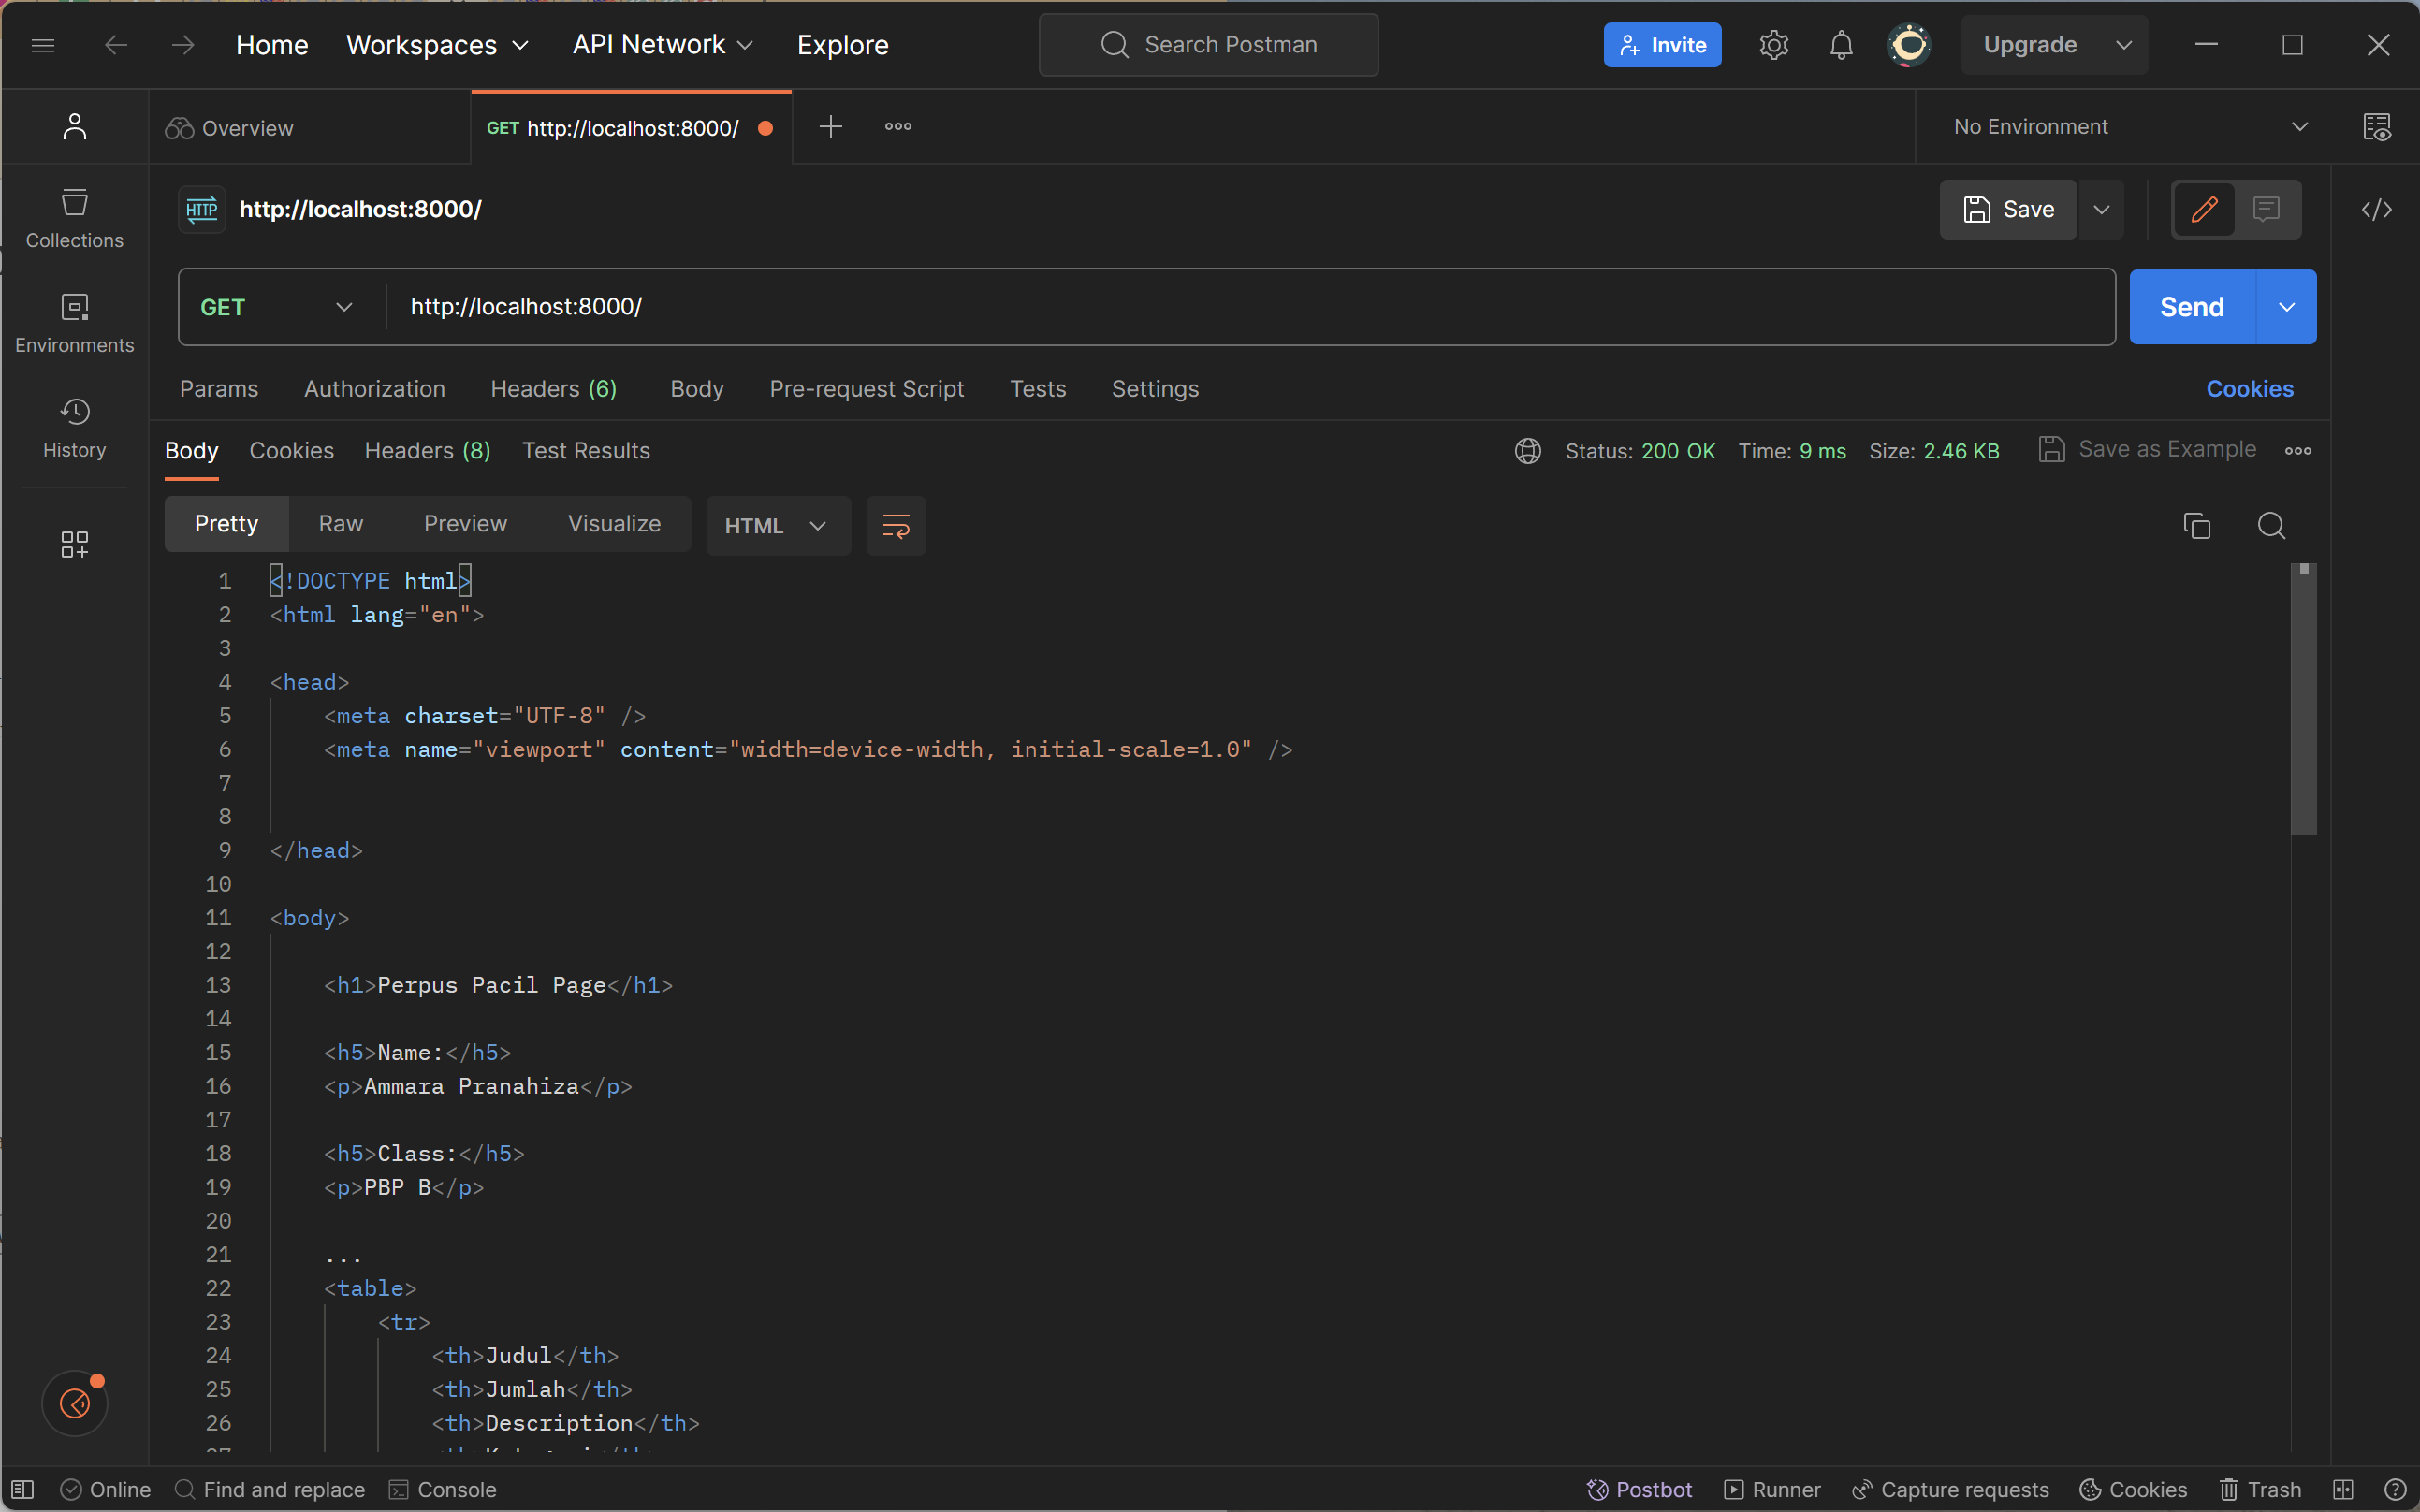 Home Workspaces API Network Explore Search Postman Invite Upgrade
Overview GET http://localhost:8000/ No Environment
HTTP http://localhost:8000/ Save
Collections
GET http://localhost:8000/ Send
Environments
Params Authorization Headers (6) Body Pre-request Script Tests Settings Cookies
History
Body Cookies Headers (8) Test Results Status: 200 OK Time: 9 ms Size: 2.46 KB Save as Example
Pretty Raw Preview Visualize HTML
1 <!DOCTYPE html>
2 <html lang="en">
3
4 <head>
5 <meta charset="UTF-8" />
6 <meta name="viewport" content="width=device-width, initial-scale=1.0" />
7
8
9 </head>
10
11 <body>
12
13 <h1>Perpus Pacil Page</h1>
14
15 <h5>Name:</h5>
16 <p>Ammara Pranahiza</p>
17
18 <h5>Class:</h5>
19 <p>PBP B</p>
20
21 ...
22 <table>
23 <tr>
24 <th>Judul</th>
25 <th>Jumlah</th>
26 <th>Description</th>
Online Find and replace Console Postbot Runner Capture requests Cookies Trash